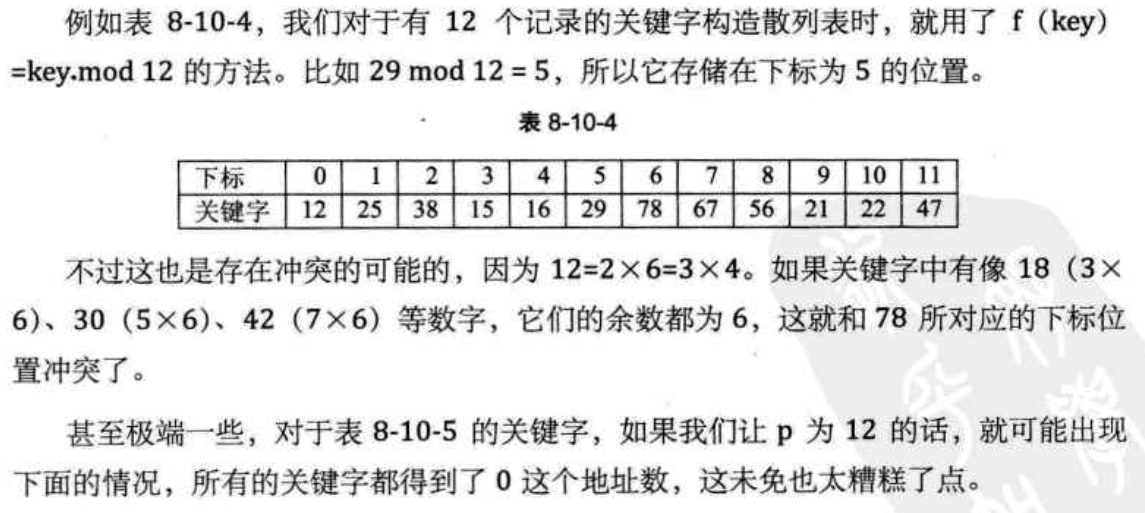 例如表 8-10-4，我们对于有 12 个记录的关键字构造散列表时，就用了 f（key）
=key.mod 12 的方法。比如 29 mod 12 = 5，所以它存储在下标为 5 的位置。
表 8-10-4
下标 0 1 2 3 4 5 6 7 8 9 10 11
关键字 12 25 38 15 16 29 78 67 56 21 22 47
不过这也是存在冲突的可能的，因为 12=2×6=3×4。如果关键字中有像 18（3×
6）、30（5×6）、42（7×6）等数字，它们的余数都为 6，这就和 78 所对应的下标位
置冲突了。
甚至极端一些，对于表 8-10-5 的关键字，如果我们让 p 为 12 的话，就可能出现
下面的情况，所有的关键字都得到了 0 这个地址数，这未免也太糟糕了点。